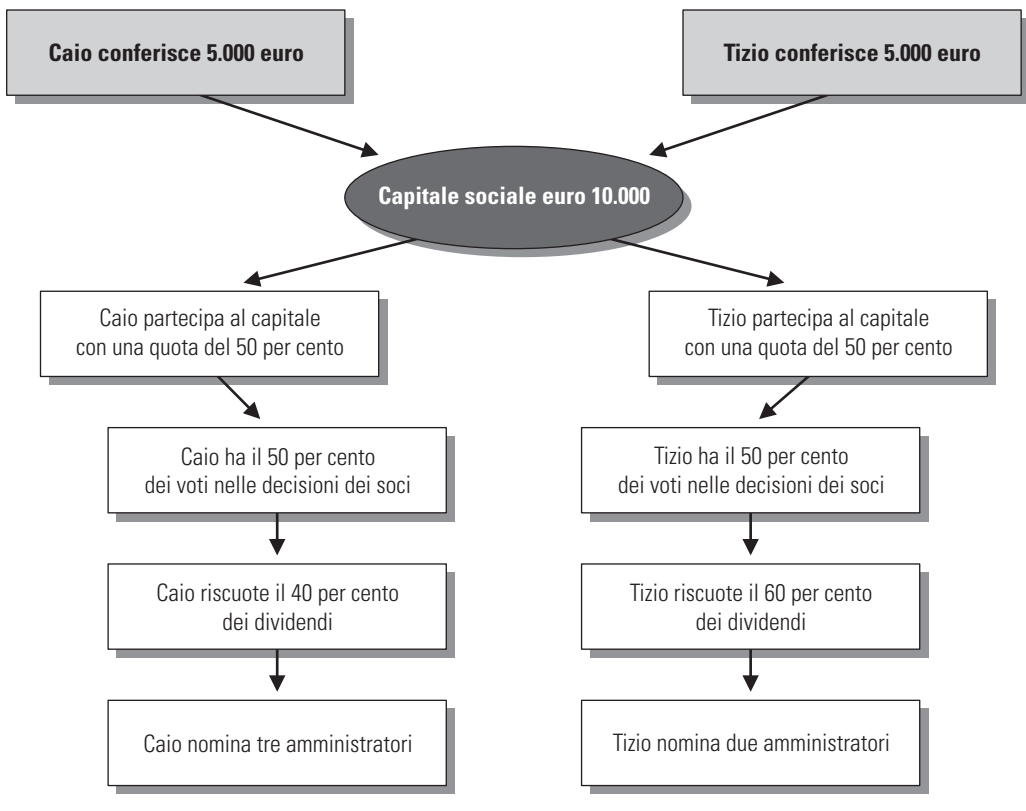 Caio conferisce 5.000 euro
Tizio conferisce 5.000 euro
Capitale sociale euro 10.000
Caio partecipa al capitale
con una quota del 50 per cento
Tizio partecipa al capitale
con una quota del 50 per cento
Caio ha il 50 per cento
dei voti nelle decisioni dei soci
Tizio ha il 50 per cento
dei voti nelle decisioni dei soci
Caio riscuote il 40 per cento
dei dividendi
Tizio riscuote il 60 per cento
dei dividendi
Caio nomina tre amministratori
Tizio nomina due amministratori